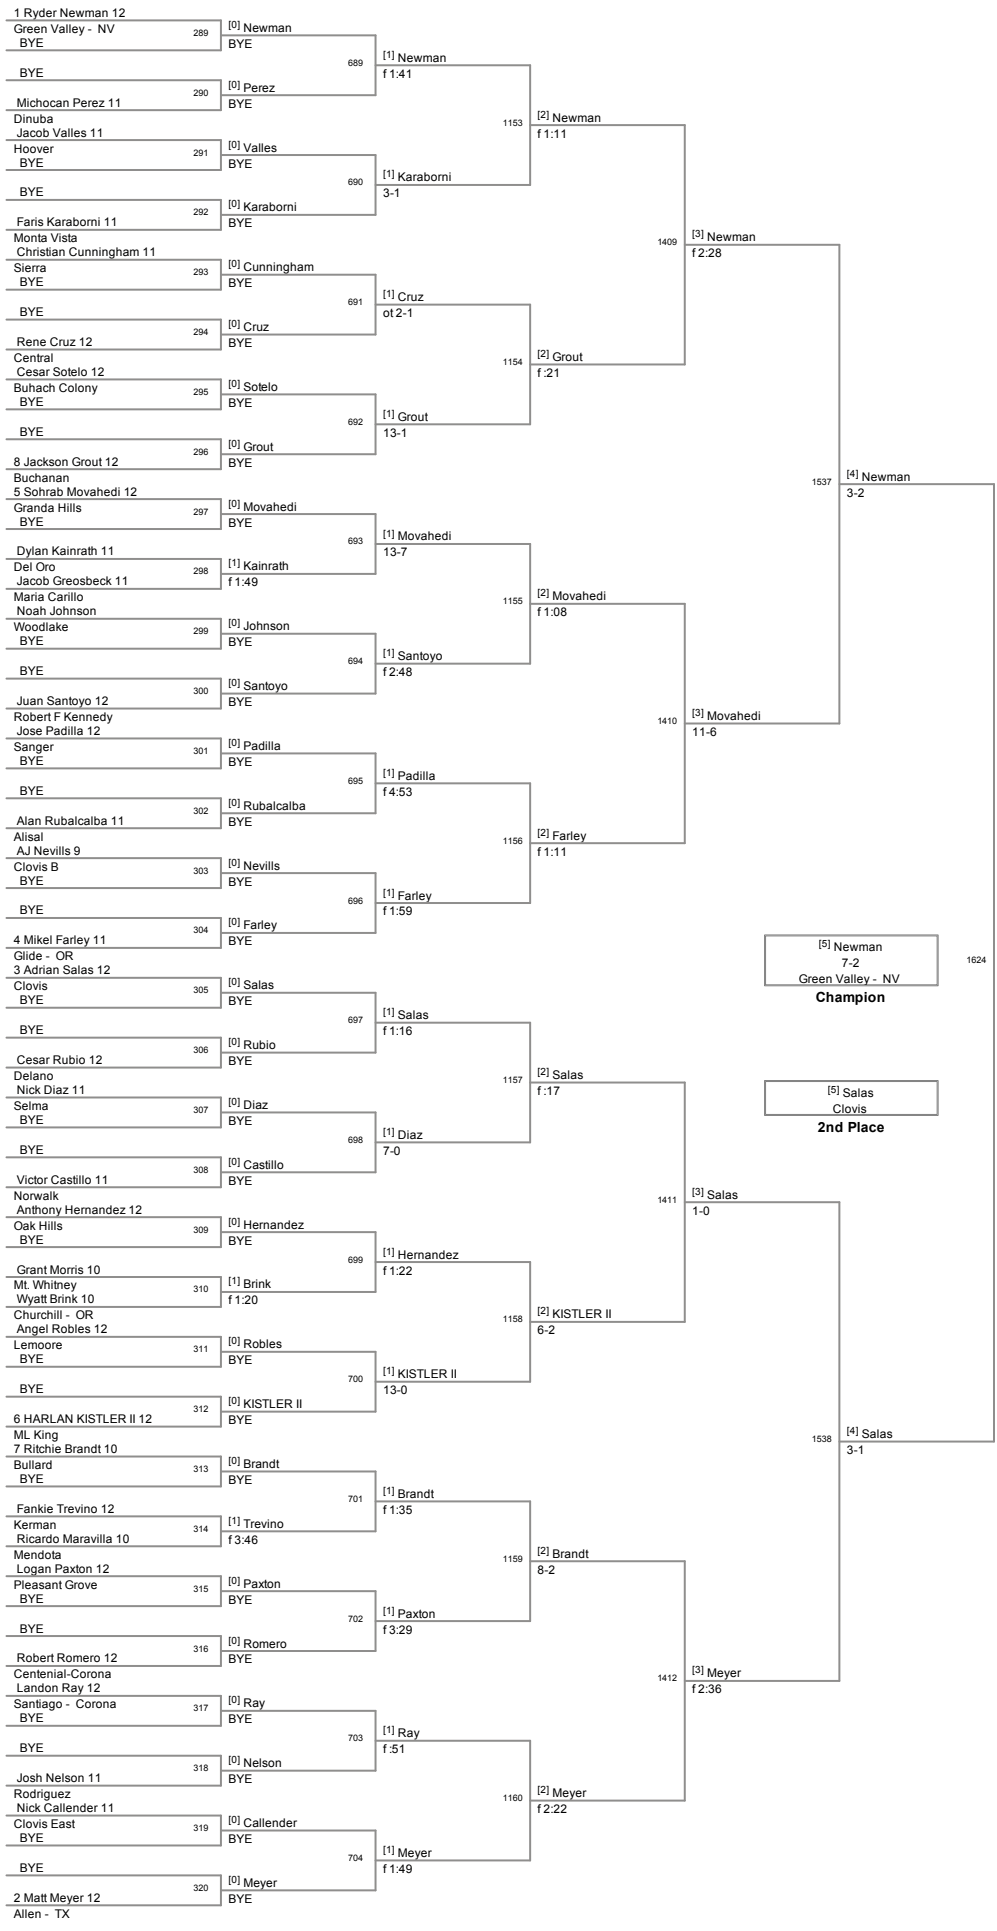 1 Ryder Newman 12
Green Valley - NV
BYE
289
[0] Newman
BYE
BYE
Michocan Perez 11
Dinuba
290
[0] Perez
BYE
689
[1] Newman
f 1:41
Jacob Valles 11
Hoover
BYE
291
[0] Valles
BYE
BYE
Faris Karaborni 11
Monta Vista
292
[0] Karaborni
BYE
690
[1] Karaborni
3-1
1153
[2] Newman
f 1:11
Christian Cunningham 11
Sierra
BYE
293
[0] Cunningham
BYE
BYE
Rene Cruz 12
Central
294
[0] Cruz
BYE
691
[1] Cruz
ot 2-1
Cesar Sotelo 12
Buhach Colony
BYE
295
[0] Sotelo
BYE
BYE
8 Jackson Grout 12
Buchanan
296
[0] Grout
BYE
692
[1] Grout
13-1
1154
[2] Grout
f :21
1409
[3] Newman
f 2:28
5 Sohrab Movahedi 12
Granda Hills
BYE
297
[0] Movahedi
BYE
Dylan Kainrath 11
Del Oro
Jacob Greosbeck 11
Maria Carillo
298
[1] Kainrath
f 1:49
693
[1] Movahedi
13-7
Noah Johnson
Woodlake
BYE
299
[0] Johnson
BYE
BYE
Juan Santoyo 12
Robert F Kennedy
300
[0] Santoyo
BYE
694
[1] Santoyo
f 2:48
1155
[2] Movahedi
f 1:08
Jose Padilla 12
Sanger
BYE
301
[0] Padilla
BYE
BYE
Alan Rubalcalba 11
Alisal
302
[0] Rubalcalba
BYE
695
[1] Padilla
f 4:53
AJ Nevills 9
Clovis B
BYE
303
[0] Nevills
BYE
BYE
4 Mikel Farley 11
Glide - OR
304
[0] Farley
BYE
696
[1] Farley
f 1:59
1156
[2] Farley
f 1:11
1410
[3] Movahedi
11-6
1537
[4] Newman
3-2
3 Adrian Salas 12
Clovis
BYE
305
[0] Salas
BYE
BYE
Cesar Rubio 12
Delano
306
[0] Rubio
BYE
697
[1] Salas
f 1:16
Nick Diaz 11
Selma
BYE
307
[0] Diaz
BYE
BYE
Victor Castillo 11
Norwalk
308
[0] Castillo
BYE
698
[1] Diaz
7-0
1157
[2] Salas
f :17
Anthony Hernandez 12
Oak Hills
BYE
309
[0] Hernandez
BYE
Grant Morris 10
Mt. Whitney
Wyatt Brink 10
Churchill - OR
310
[1] Brink
f 1:20
699
[1] Hernandez
f 1:22
Angel Robles 12
Lemoore
BYE
311
[0] Robles
BYE
BYE
6 HARLAN KISTLER II 12
ML King
312
[0] KISTLER II
BYE
700
[1] KISTLER II
13-0
1158
[2] KISTLER II
6-2
1411
[3] Salas
1-0
7 Ritchie Brandt 10
Bullard
BYE
313
[0] Brandt
BYE
Fankie Trevino 12
Kerman
Ricardo Maravilla 10
Mendota
314
[1] Trevino
f 3:46
701
[1] Brandt
f 1:35
Logan Paxton 12
Pleasant Grove
BYE
315
[0] Paxton
BYE
BYE
Robert Romero 12
Centenial-Corona
316
[0] Romero
BYE
702
[1] Paxton
f 3:29
1159
[2] Brandt
8-2
Landon Ray 12
Santiago - Corona
BYE
317
[0] Ray
BYE
BYE
Josh Nelson 11
Rodriguez
318
[0] Nelson
BYE
703
[1] Ray
f :51
Nick Callender 11
Clovis East
BYE
319
[0] Callender
BYE
BYE
2 Matt Meyer 12
Allen - TX
320
[0] Meyer
BYE
704
[1] Meyer
f 1:49
1160
[2] Meyer
f 2:22
1412
[3] Meyer
f 2:36
1538
[4] Salas
3-1
1624
[5] Newman
7-2
Green Valley - NV
Champion
[5] Salas
Clovis
2nd Place